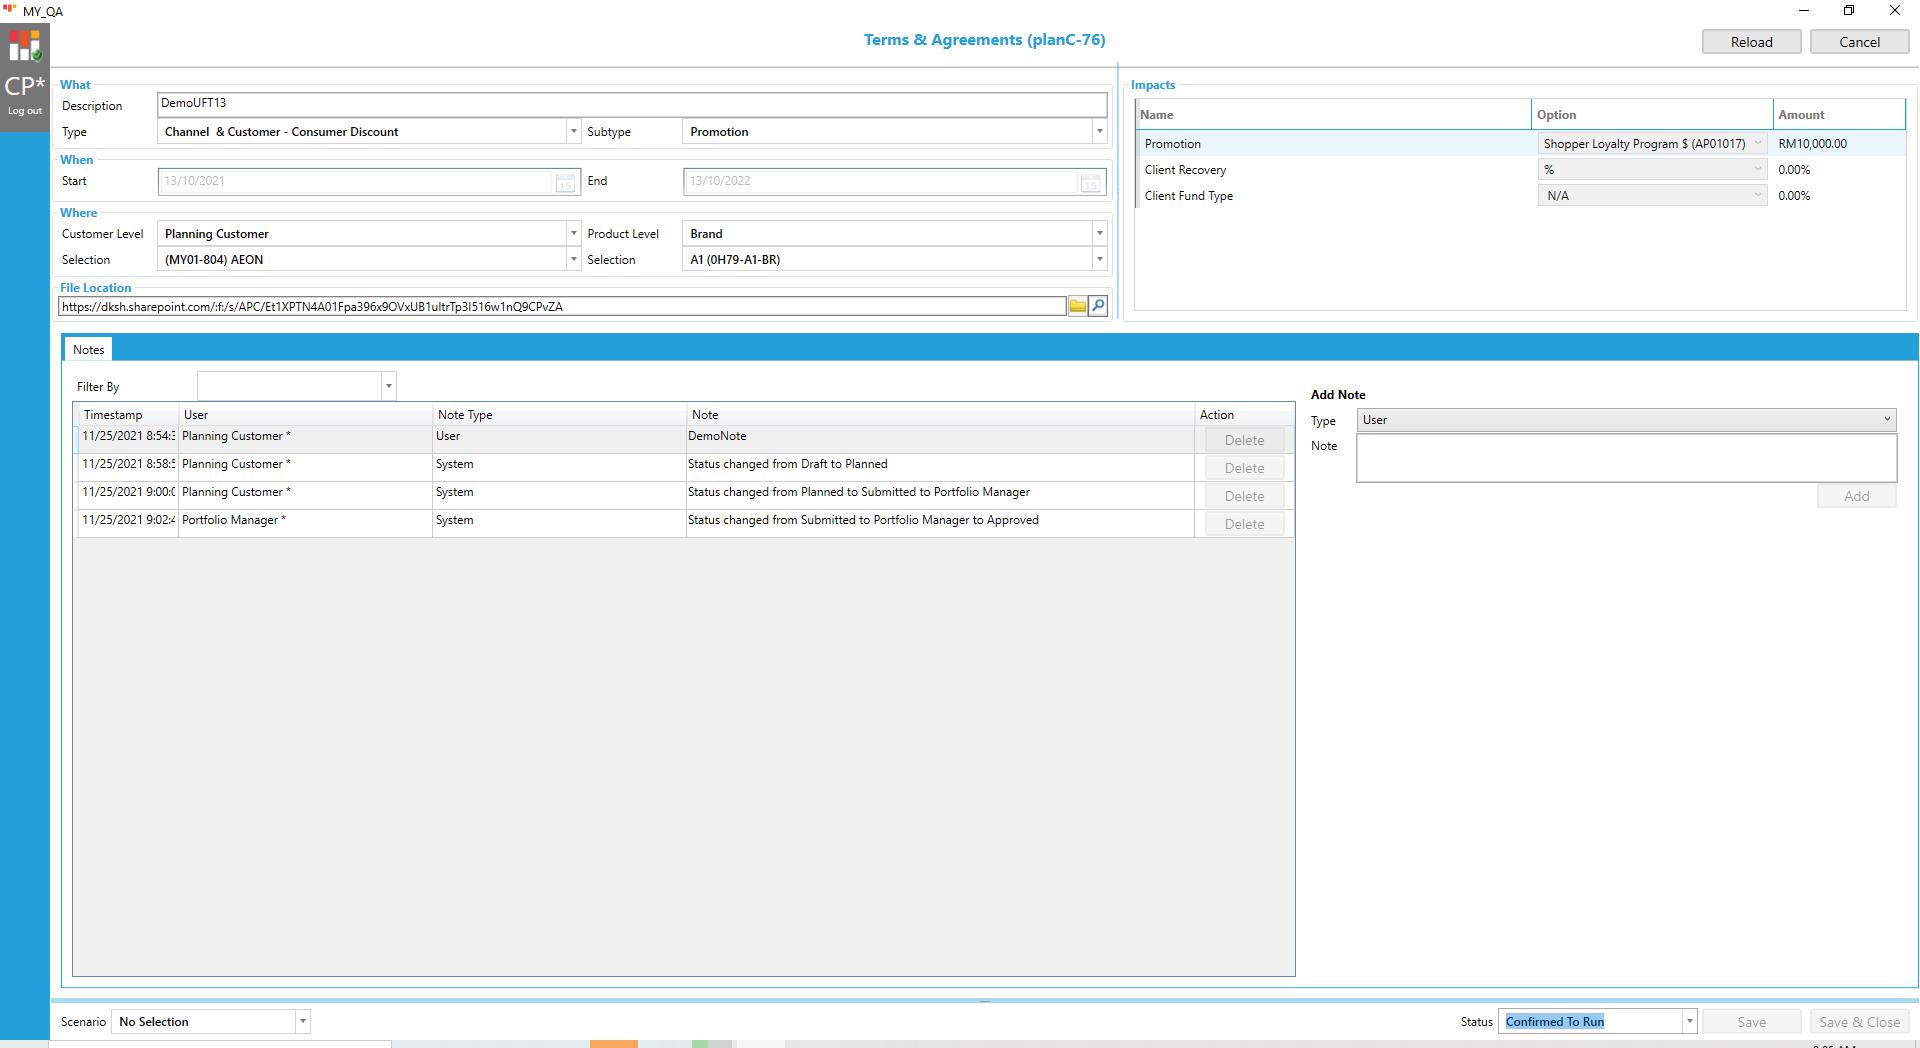 MY_QA
Terms & Agreements (planC-76)
Reload
Cancel
CP*
Log out
What
Description
DemoUFT13
Type
Channel & Customer - Consumer Discount
Subtype
Promotion
When
Start
13/10/2021
15
End
13/10/2022
15
Where
Customer Level
Planning Customer
Product Level
Brand
Selection
(MY01-804) AEON
Selection
A1 (0H79-A1-BR)
File Location
https://dksh.sharepoint.com/:f:/s/APC/Et1XPTN4A01Fpa396x9OVxUB1ultrTp3I516w1nQ9CPvZA
Impacts
Name Option Amount
Promotion Shopper Loyalty Program $ (AP01017) RM10,000.00
Client Recovery % 0.00%
Client Fund Type N/A 0.00%
Notes
Filter By
Timestamp User Note Type Note Action
11/25/2021 8:54: Planning Customer * User DemoNote Delete
11/25/2021 8:58: Planning Customer * System Status changed from Draft to Planned Delete
11/25/2021 9:00: Planning Customer * System Status changed from Planned to Submitted to Portfolio Manager Delete
11/25/2021 9:02: Portfolio Manager * System Status changed from Submitted to Portfolio Manager to Approved Delete
Add Note
Type
User
Note
Add
Scenario
No Selection
Status
Confirmed To Run
Save
Save & Close